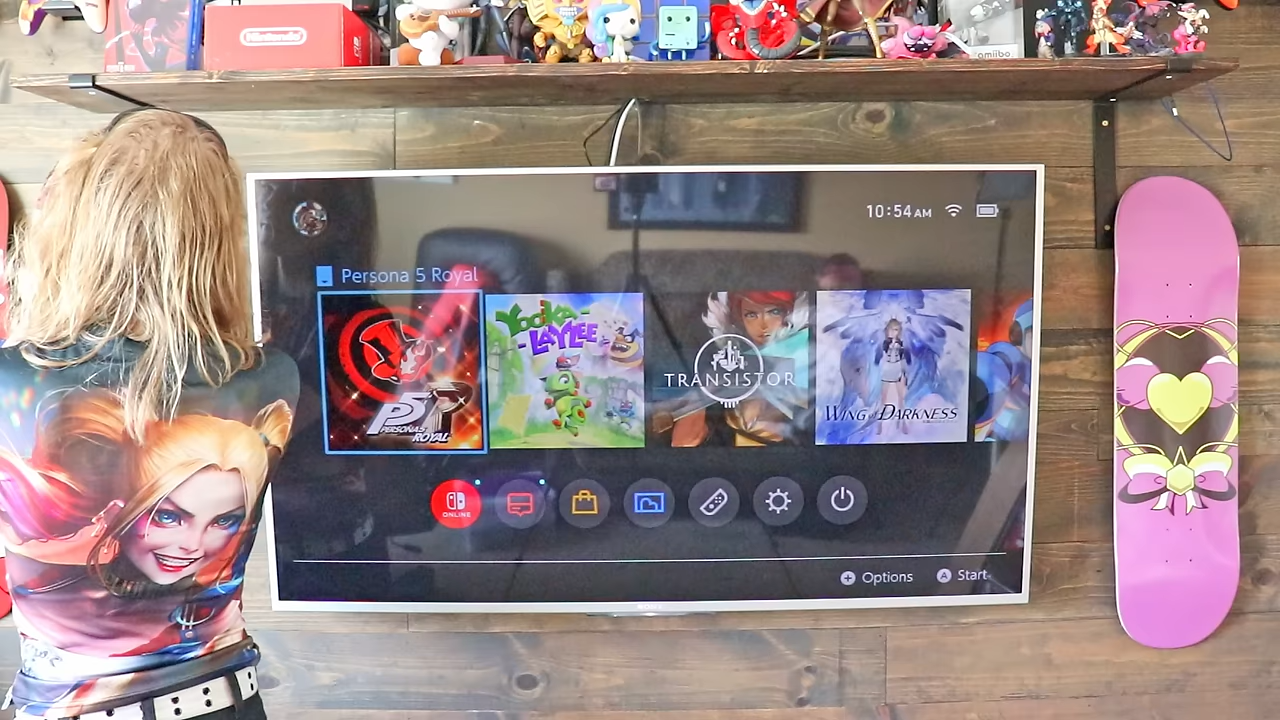 Nintendo
amiibo
10:54 AM
Persona 5 Royal
P5R
PERSONA5
ROYAL
Yooka-
-LAYLEE
TRANSISTOR
WING of DARKNESS
ONLINE
Options
A Start
SONY